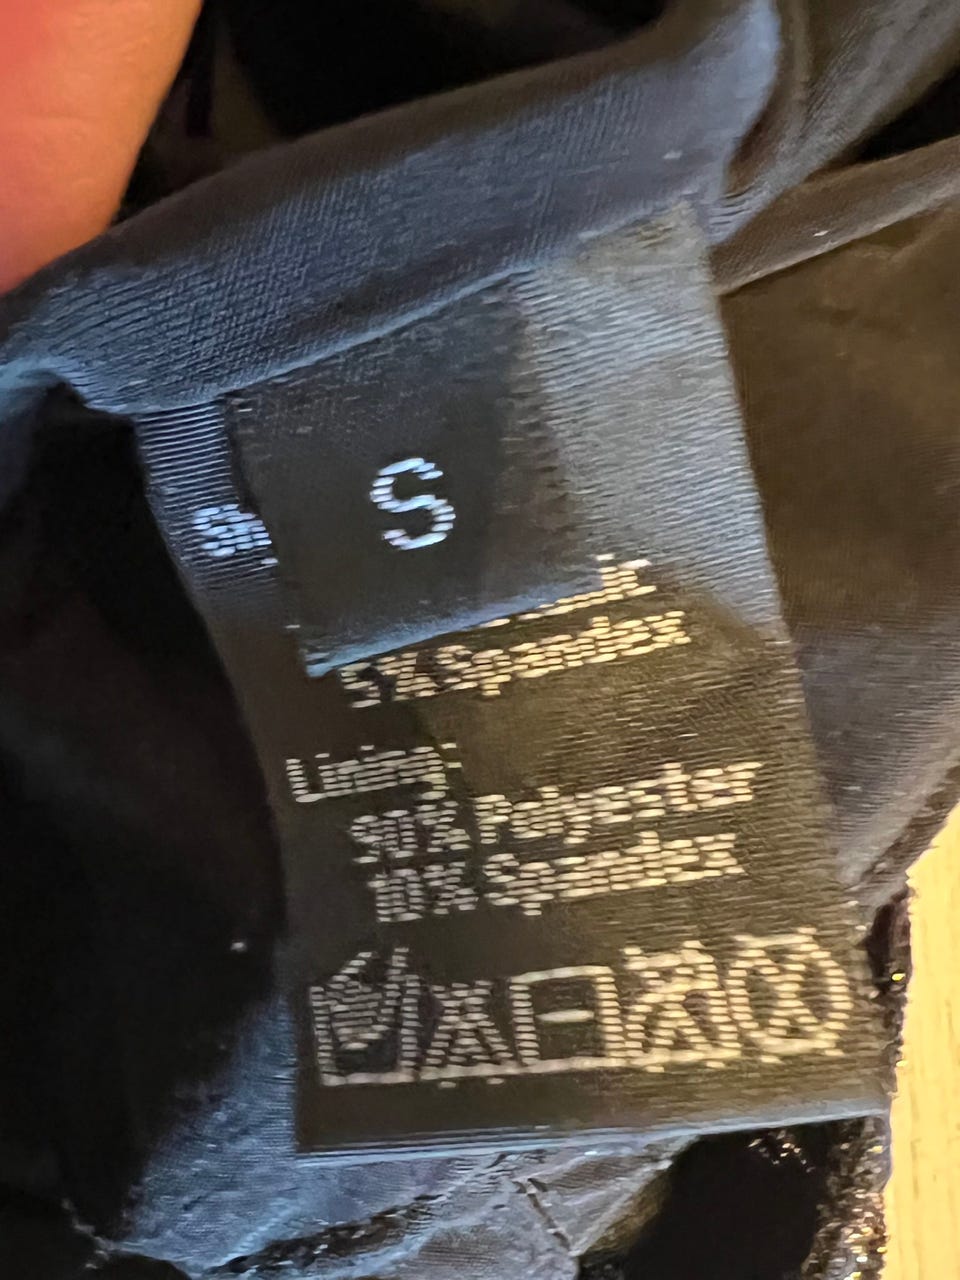 S
5% Spandex
Lining:
90% Polyester
10% Spandex